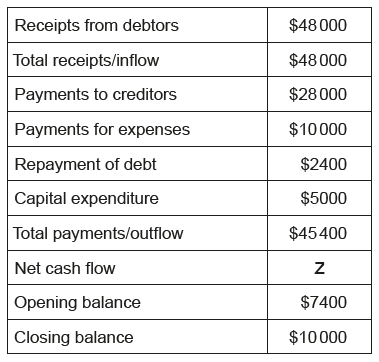 Receipts from debtors $48 000
Total receipts/inflow $48 000
Payments to creditors $28 000
Payments for expenses $10 000
Repayment of debt $2400
Capital expenditure $5000
Total payments/outflow $45 400
Net cash flow Z
Opening balance $7400
Closing balance $10 000